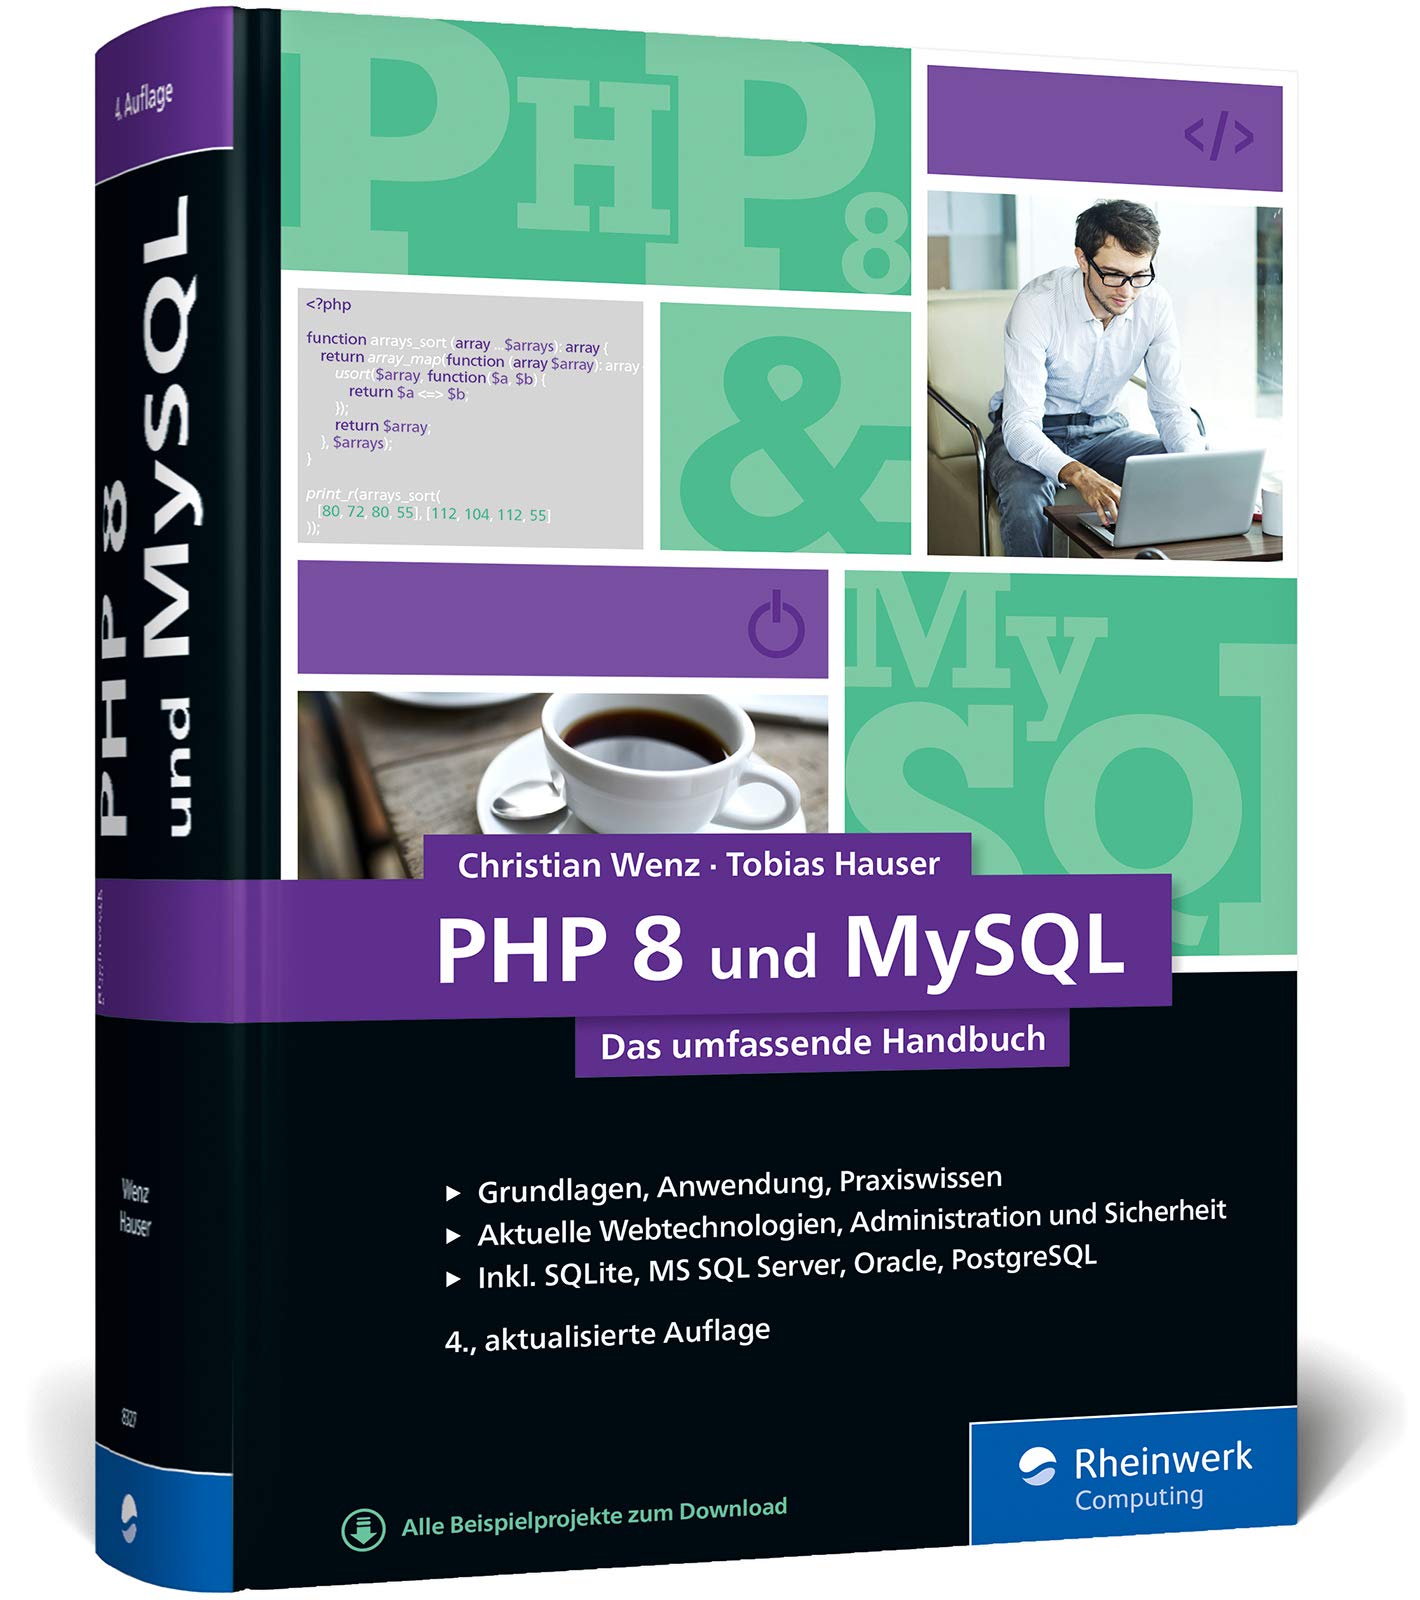 4. Auflage
PHP 8
und MySQL
Wenz
Hauser
8327
PHP 8
&
MySQL
</>
<?php
function arrays_sort (array ...$arrays): array {
return array_map(function (array $array): array
usort($array, function($a, $b) {
return $a <=> $b;
});
return $array;
}, $arrays);
}
print_r(arrays_sort(
[80, 72, 80, 55], [112, 104, 112, 55]
));
Christian Wenz · Tobias Hauser
PHP 8 und MySQL
Das umfassende Handbuch
► Grundlagen, Anwendung, Praxiswissen
► Aktuelle Webtechnologien, Administration und Sicherheit
► Inkl. SQLite, MS SQL Server, Oracle, PostgreSQL
4., aktualisierte Auflage
Alle Beispielprojekte zum Download
Rheinwerk
Computing